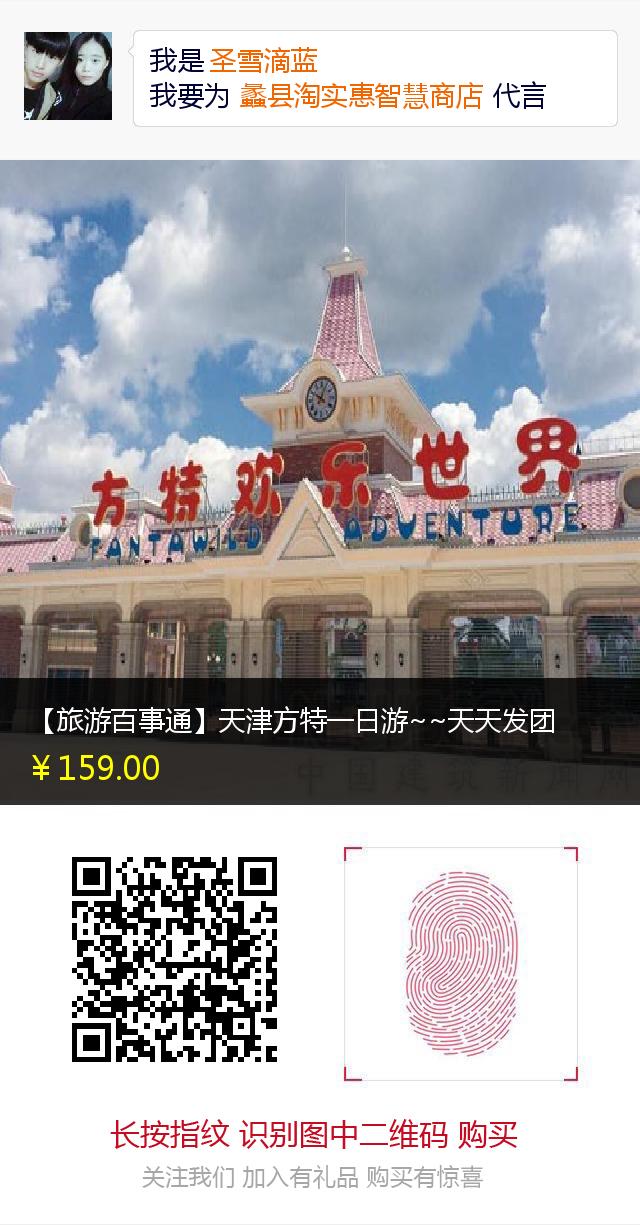 我是 圣雪滴蓝
我要为 蠡县淘实惠智慧商店 代言
方特欢乐世界
FANTAWILD ADVENTURE
【旅游百事通】天津方特一日游~~天天发团
￥159.00
中国建筑新闻网
长按指纹 识别图中二维码 购买
关注我们 加入有礼品 购买有惊喜